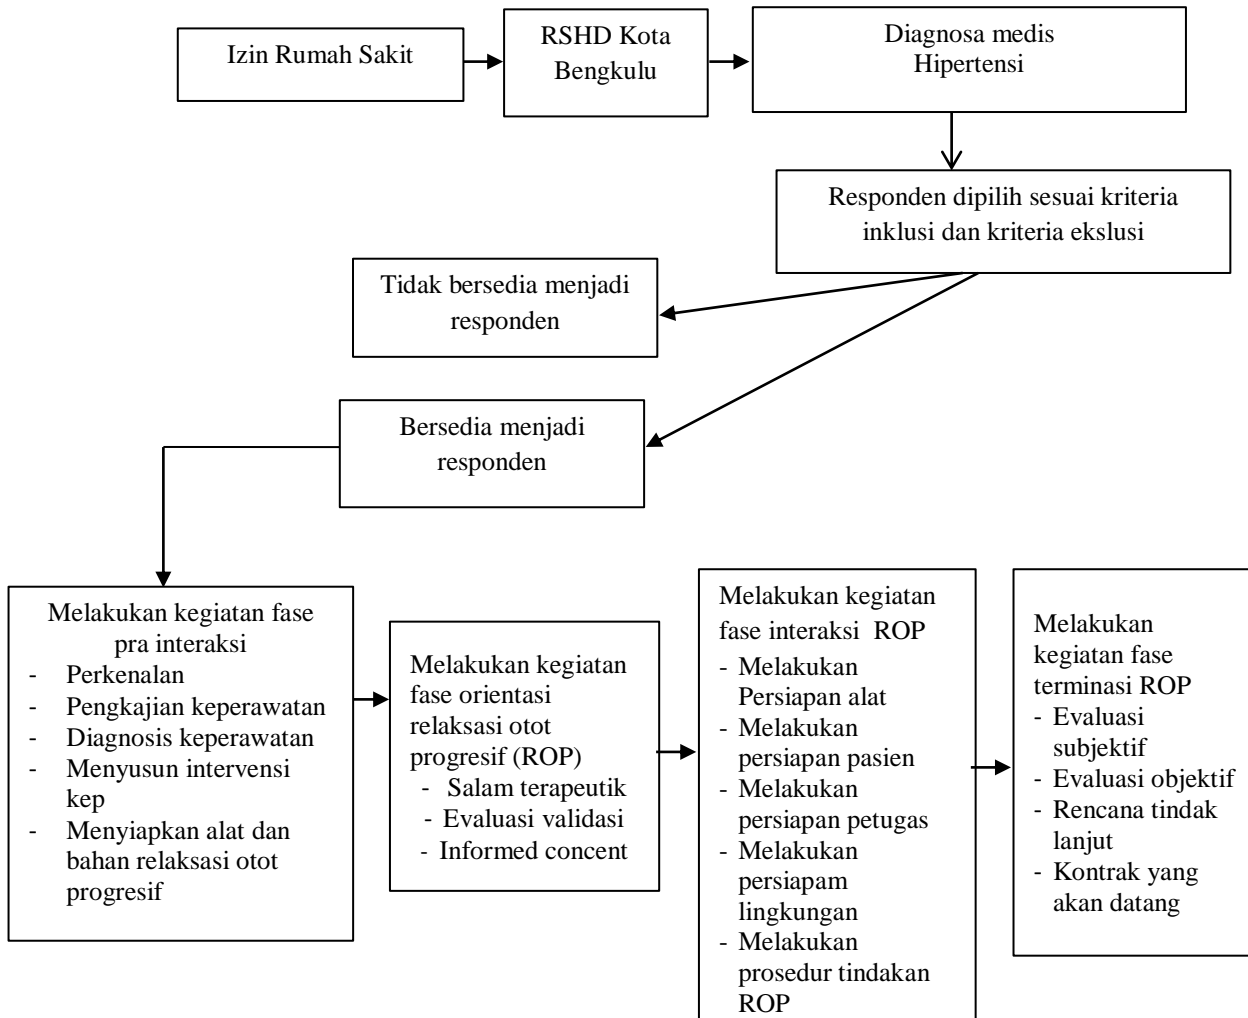 Izin Rumah Sakit
RSHD Kota
Bengkulu
Diagnosa medis
Hipertensi
Responden dipilih sesuai kriteria
inklusi dan kriteria ekslusi
Tidak bersedia menjadi
responden
Bersedia menjadi
responden
Melakukan kegiatan fase
pra interaksi
- Perkenalan
- Pengkajian keperawatan
- Diagnosis keperawatan
- Menyusun intervensi
kep
- Menyiapkan alat dan
bahan relaksasi otot
progresif
Melakukan kegiatan
fase orientasi
relaksasi otot
progresif (ROP)
- Salam terapeutik
- Evaluasi validasi
- Informed concent
Melakukan kegiatan
fase interaksi ROP
- Melakukan
Persiapan alat
- Melakukan
persiapan pasien
- Melakukan
persiapan petugas
- Melakukan
persiapam
lingkungan
- Melakukan
prosedur tindakan
ROP
Melakukan
kegiatan fase
terminasi ROP
- Evaluasi
subjektif
- Evaluasi objektif
- Rencana tindak
lanjut
- Kontrak yang
akan datang